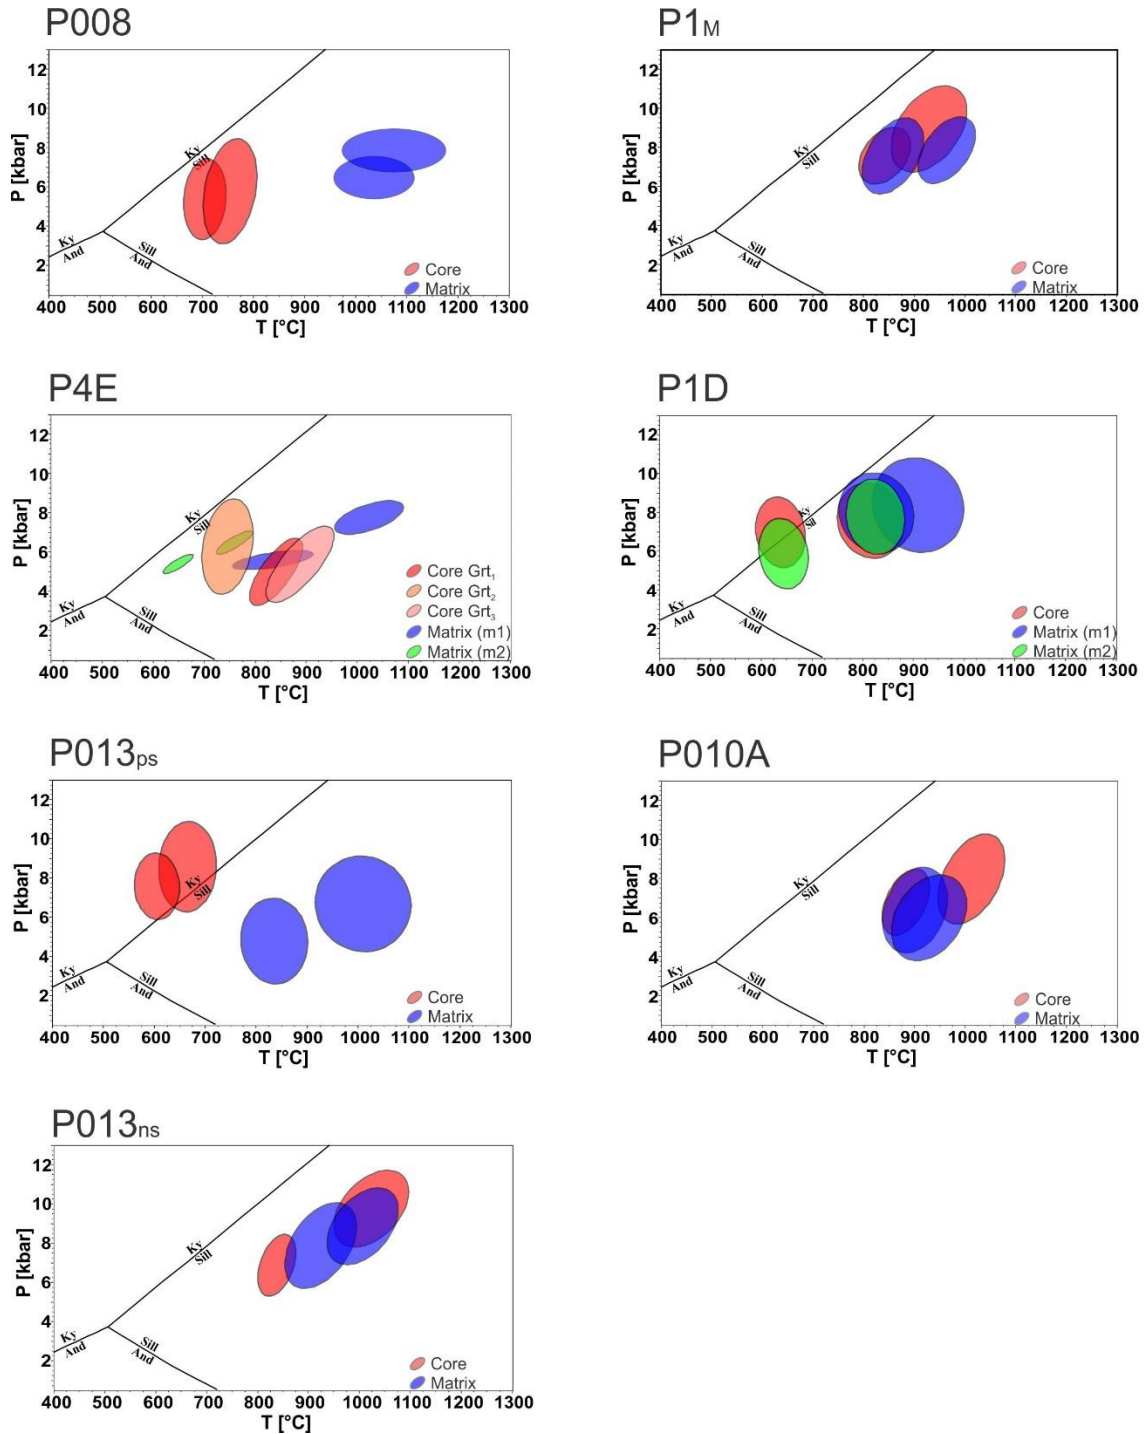 P008
12
10
8
6
4
2
P [kbar]
Ky
Sill
Ky
And
Sill
And
Core
Matrix
400 500 600 700 800 900 1000 1100 1200 1300
T [°C]
P1M
12
10
8
6
4
2
P [kbar]
Ky
Sill
Ky
And
Sill
And
Core
Matrix
400 500 600 700 800 900 1000 1100 1200 1300
T [°C]
P4E
12
10
8
6
4
2
P [kbar]
Ky
Sill
Ky
And
Sill
And
Core Grt₁
Core Grt₂
Core Grt₃
Matrix (m1)
Matrix (m2)
400 500 600 700 800 900 1000 1100 1200 1300
T [°C]
P1D
12
10
8
6
4
2
P [kbar]
Ky
Sil
Ky
And
Sill
And
Core
Matrix (m1)
Matrix (m2)
400 500 600 700 800 900 1000 1100 1200 1300
T [°C]
P013ps
12
10
8
6
4
2
P [kbar]
Ky
Sill
Ky
And
Sill
And
Core
Matrix
400 500 600 700 800 900 1000 1100 1200 1300
T [°C]
P010A
12
10
8
6
4
2
P [kbar]
Ky
Sill
Ky
And
Sill
And
Core
Matrix
400 500 600 700 800 900 1000 1100 1200 1300
T [°C]
P013ns
12
10
8
6
4
2
P [kbar]
Ky
Sill
Ky
And
Sill
And
Core
Matrix
400 500 600 700 800 900 1000 1100 1200 1300
T [°C]